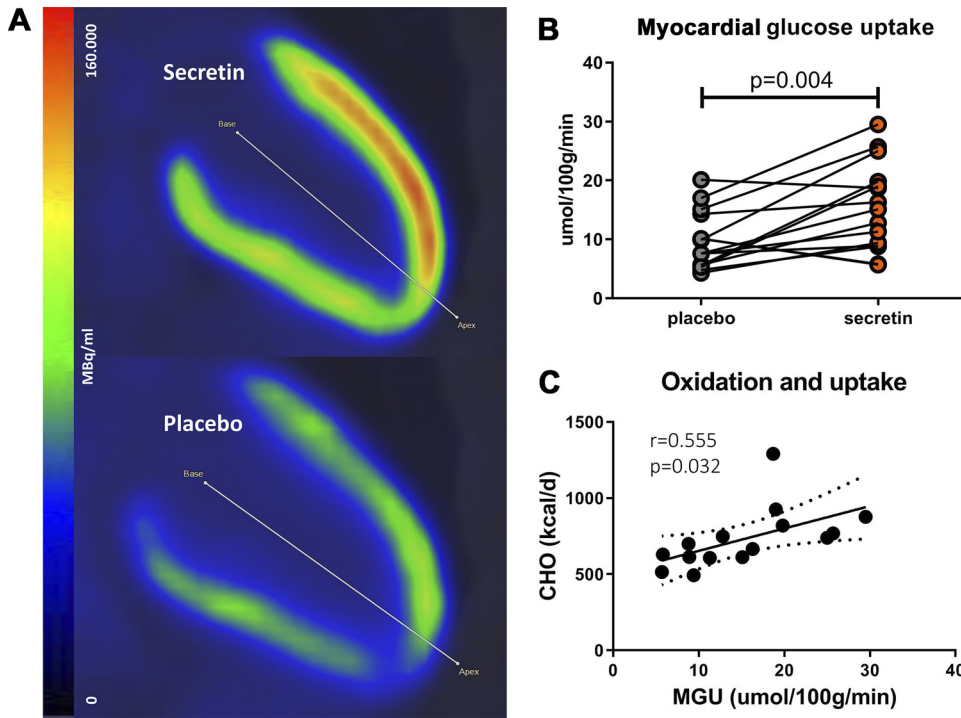 A
160.000
MBq/ml
0
Secretin
Base
Apex
Placebo
Base
Apex
B
Myocardial glucose uptake
p=0.004
umol/100g/min
40
30
20
10
0
placebo
secretin
C
Oxidation and uptake
r=0.555
p=0.032
CHO (kcal/d)
1500
1000
500
0
0 10 20 30 40
MGU (umol/100g/min)